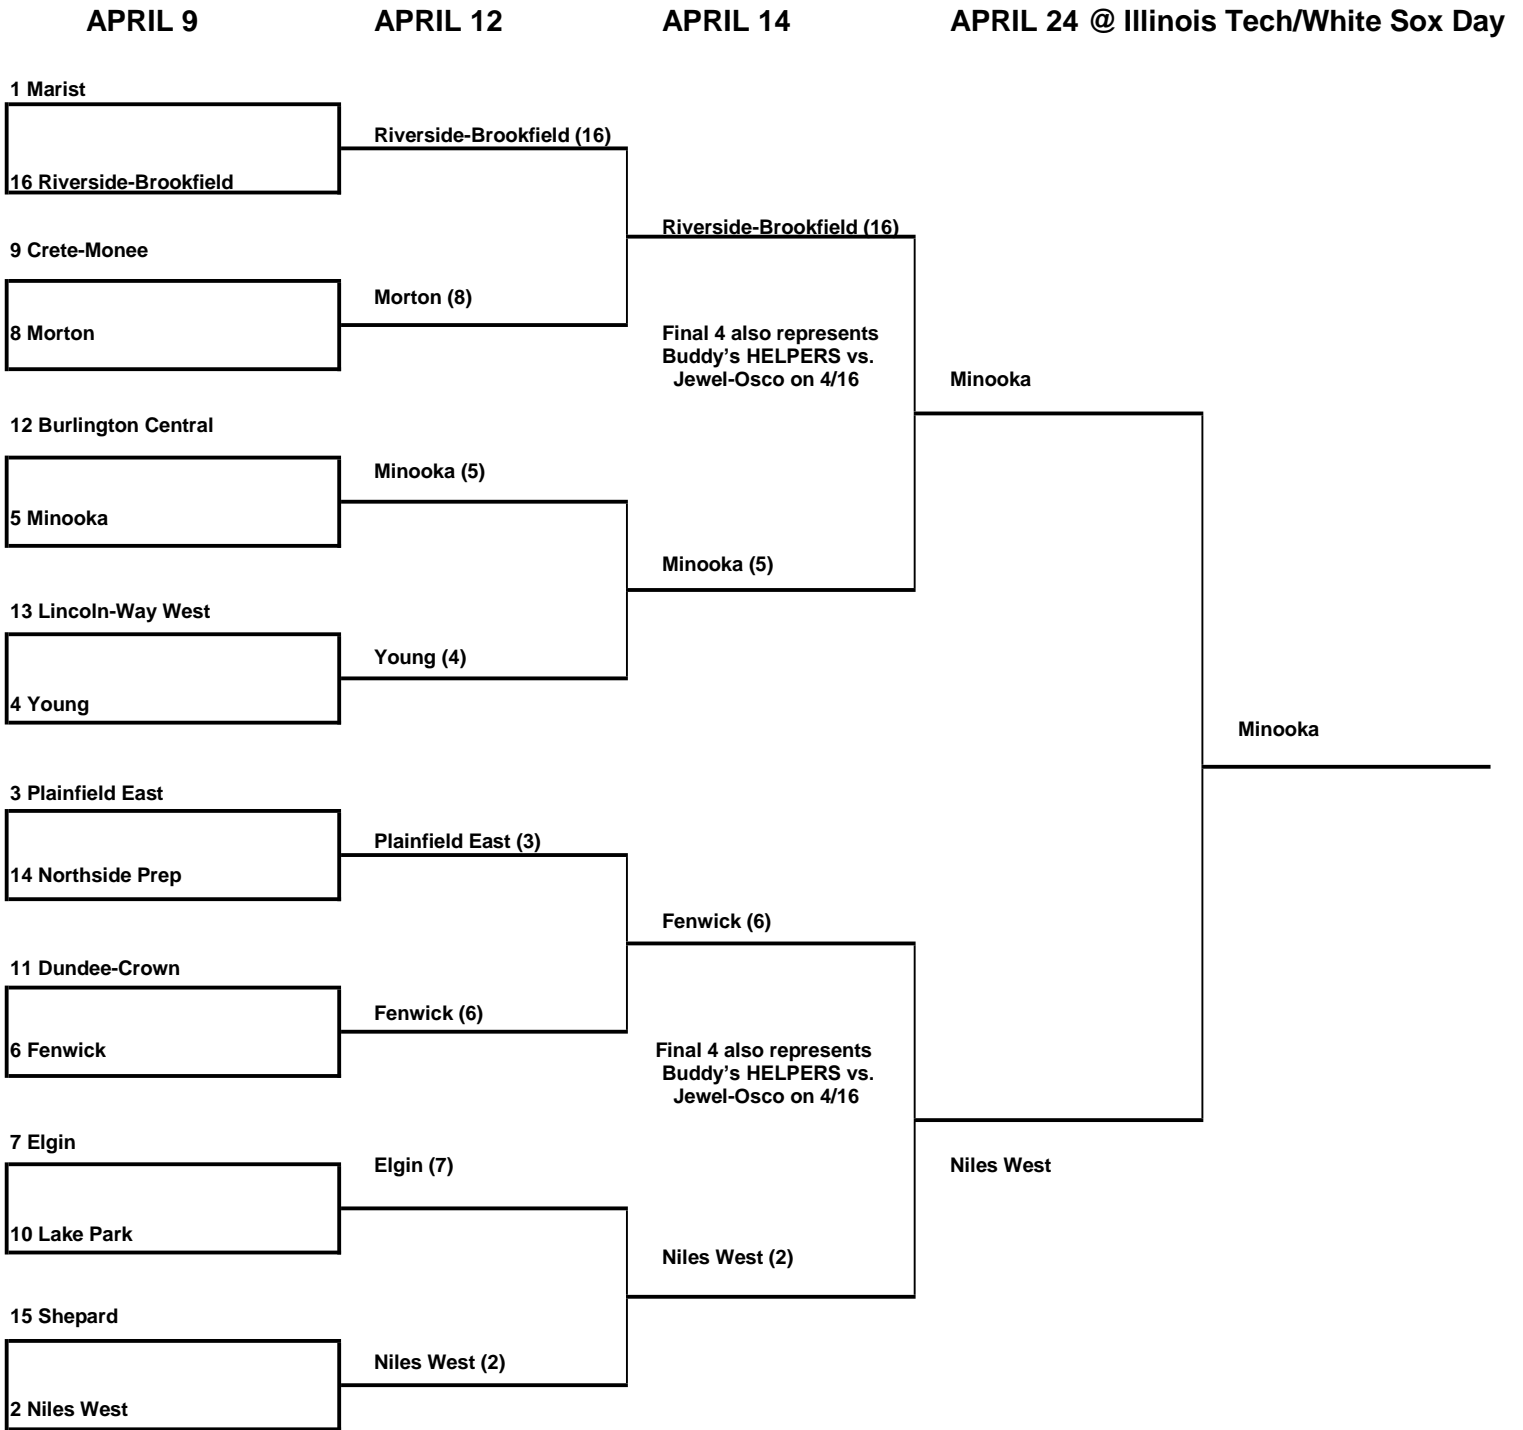 APRIL 9
APRIL 12
APRIL 14
APRIL 24 @ Illinois Tech/White Sox Day
1 Marist
16 Riverside-Brookfield
9 Crete-Monee
8 Morton
12 Burlington Central
5 Minooka
13 Lincoln-Way West
4 Young
3 Plainfield East
14 Northside Prep
11 Dundee-Crown
6 Fenwick
7 Elgin
10 Lake Park
15 Shepard
2 Niles West
Riverside-Brookfield (16)
Morton (8)
Minooka (5)
Young (4)
Plainfield East (3)
Fenwick (6)
Elgin (7)
Niles West (2)
Riverside-Brookfield (16)
Final 4 also represents
Buddy’s HELPERS vs.
Jewel-Osco on 4/16
Minooka (5)
Fenwick (6)
Final 4 also represents
Buddy’s HELPERS vs.
Jewel-Osco on 4/16
Niles West (2)
Minooka
Niles West
Minooka